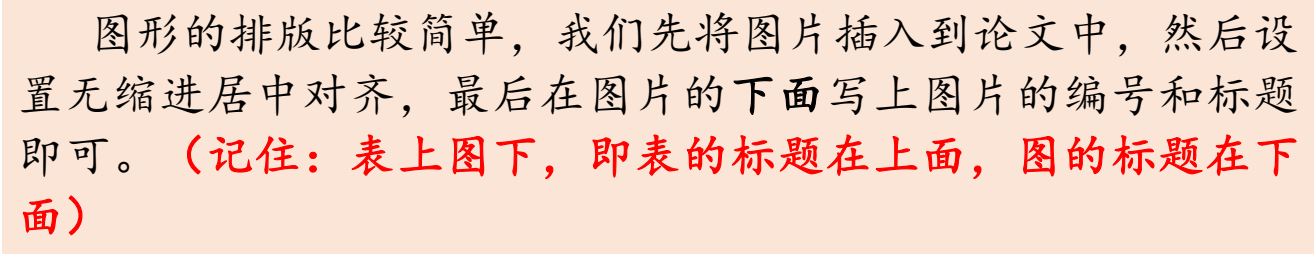 图形的排版比较简单，我们先将图片插入到论文中，然后设
置无缩进居中对齐，最后在图片的下面写上图片的编号和标题
即可。（记住：表上图下，即表的标题在上面，图的标题在下
面）